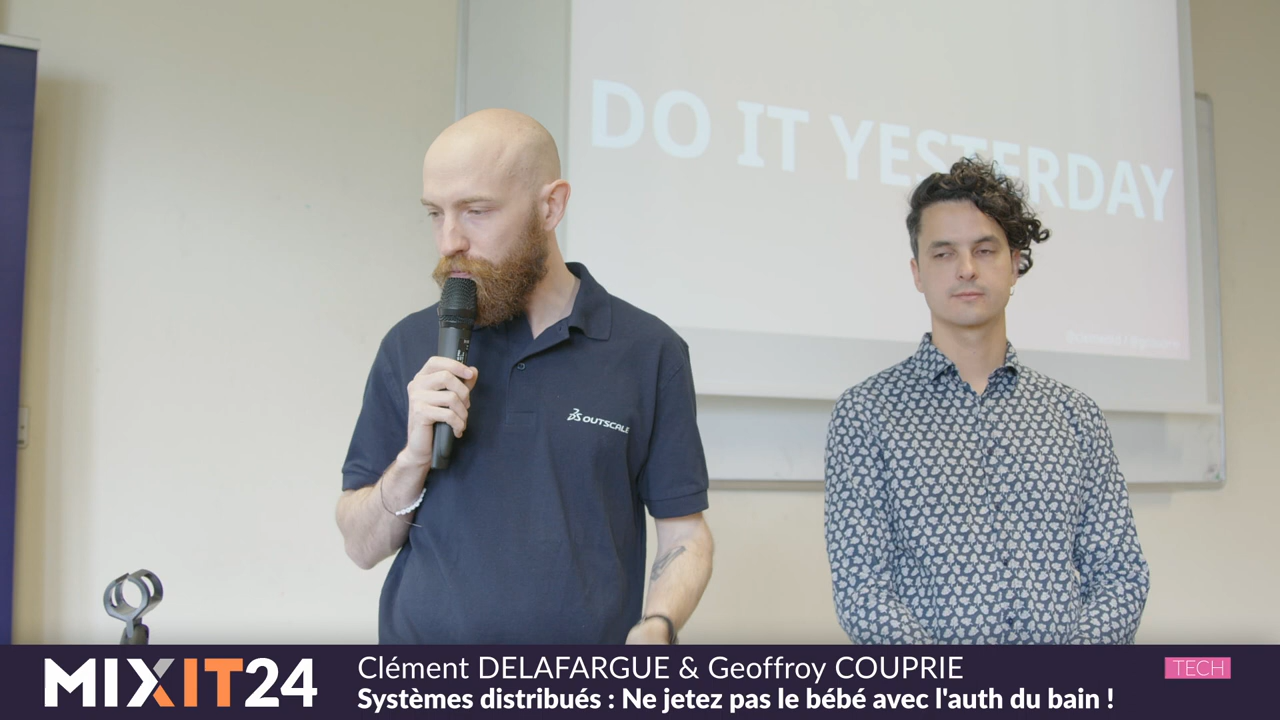 DO IT YESTERDAY
OUTSCALE
MIXIT24
Clément DELAFARGUE & Geoffroy COUPRIE
TECH
Systèmes distribués : Ne jetez pas le bébé avec l'auth du bain !